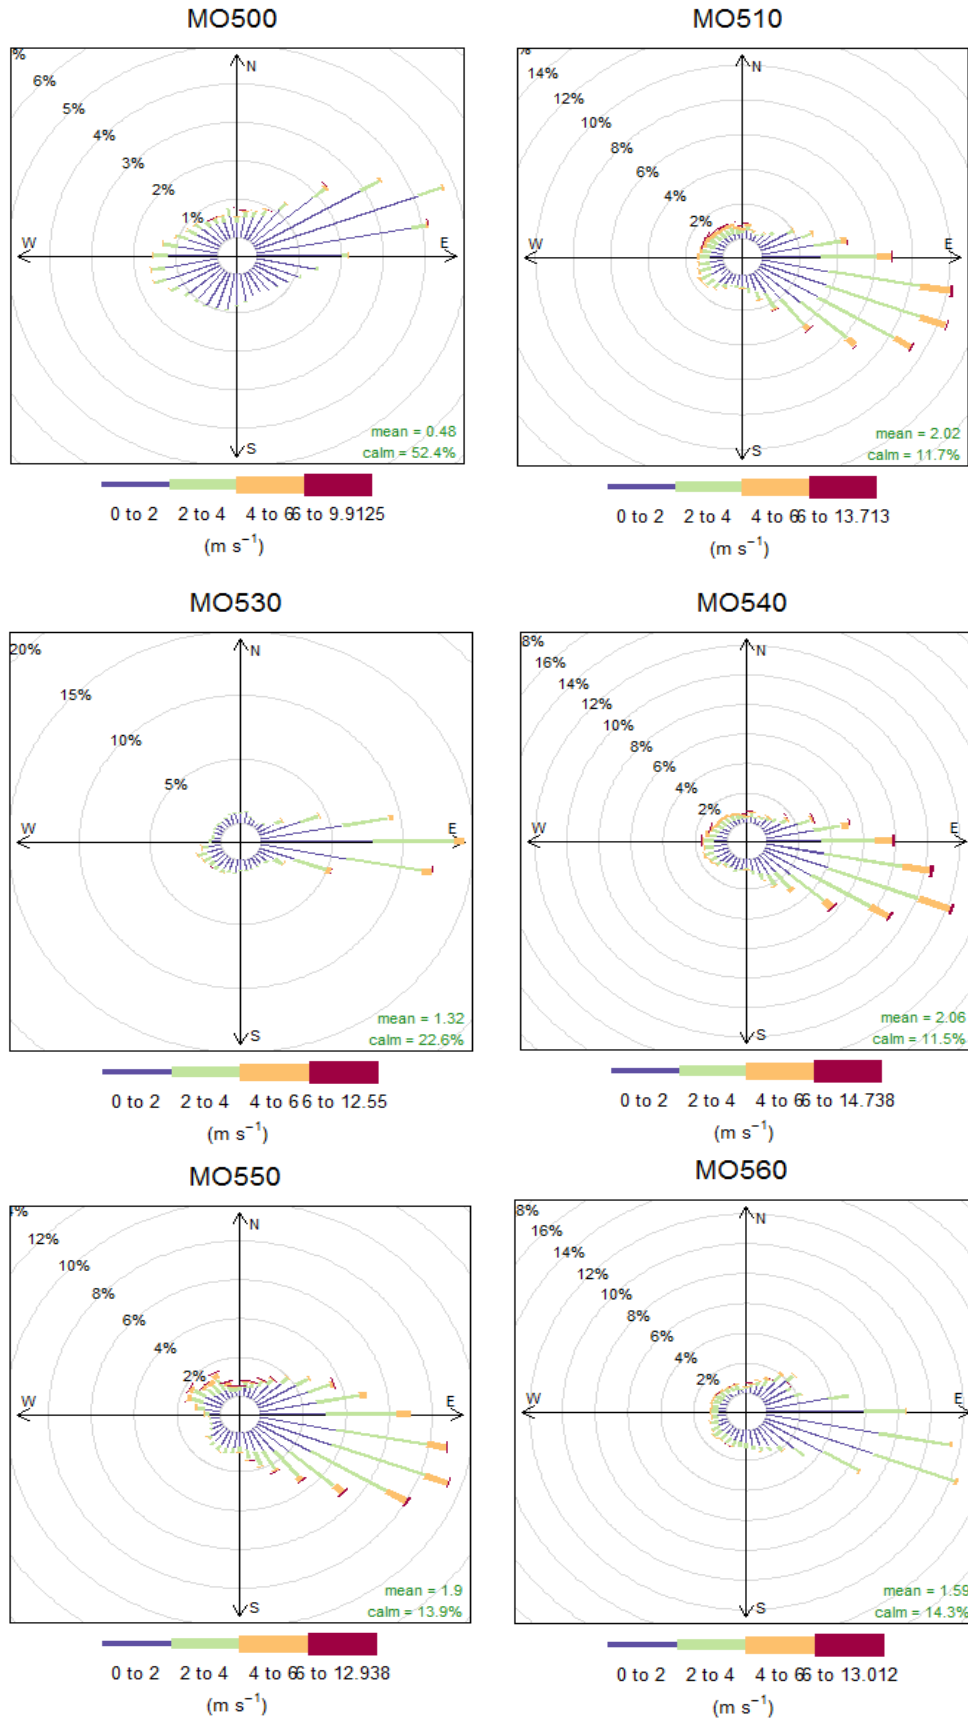 MO500
%
6%
5%
4%
3%
2%
1%
N
W
E
S
mean = 0.48
calm = 52.4%
0 to 2 2 to 4 4 to 66 to 9.9125
(m s−1)
MO510
%
14%
12%
10%
8%
6%
4%
2%
N
W
E
S
mean = 2.02
calm = 11.7%
0 to 2 2 to 4 4 to 66 to 13.713
(m s−1)
MO530
20%
15%
10%
5%
N
W
E
S
mean = 1.32
calm = 22.6%
0 to 2 2 to 4 4 to 6 6 to 12.55
(m s−1)
MO540
8%
16%
14%
12%
10%
8%
6%
4%
2%
N
W
E
S
mean = 2.06
calm = 11.5%
0 to 2 2 to 4 4 to 66 to 14.738
(m s−1)
MO550
4%
12%
10%
8%
6%
4%
2%
N
W
E
S
mean = 1.9
calm = 13.9%
0 to 2 2 to 4 4 to 66 to 12.938
(m s−1)
MO560
8%
16%
14%
12%
10%
8%
6%
4%
2%
N
W
E
S
mean = 1.59
calm = 14.3%
0 to 2 2 to 4 4 to 66 to 13.012
(m s−1)